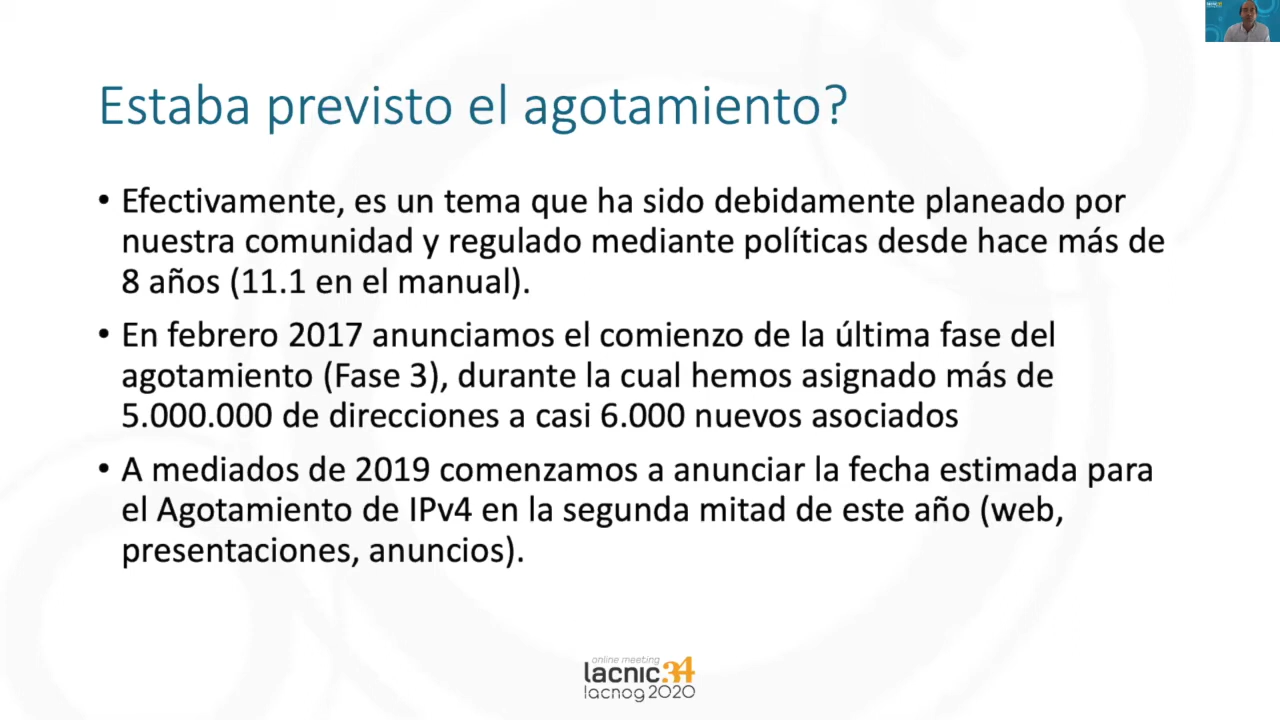 Estaba previsto el agotamiento?
• Efectivamente, es un tema que ha sido debidamente planeado por
nuestra comunidad y regulado mediante políticas desde hace más de
8 años (11.1 en el manual).
• En febrero 2017 anunciamos el comienzo de la última fase del
agotamiento (Fase 3), durante la cual hemos asignado más de
5.000.000 de direcciones a casi 6.000 nuevos asociados
• A mediados de 2019 comenzamos a anunciar la fecha estimada para
el Agotamiento de IPv4 en la segunda mitad de este año (web,
presentaciones, anuncios).
online meeting
lacnic34
lacnog2020